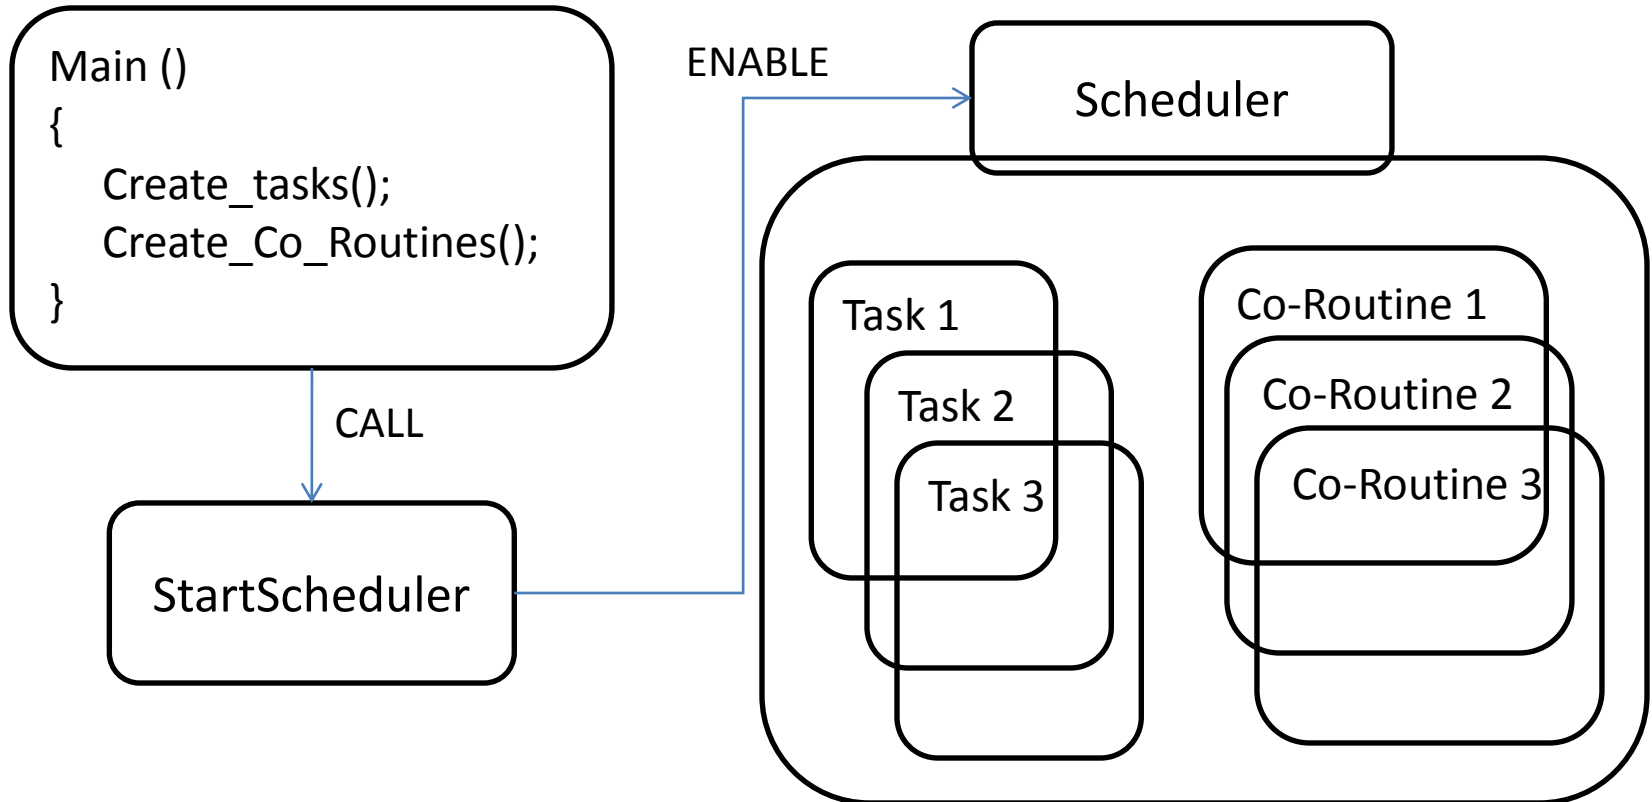 Main ()
{
Create_tasks();
Create_Co_Routines();
}
CALL
StartScheduler
ENABLE
Scheduler
Task 1
Task 2
Task 3
Co-Routine 1
Co-Routine 2
Co-Routine 3